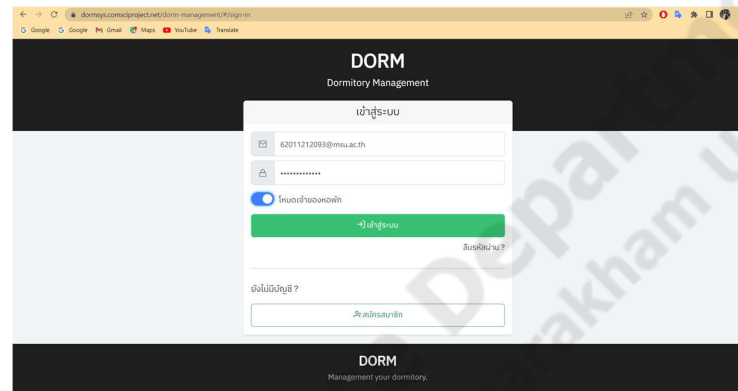 dormsys.comsciproject.net/dorm-management/#/sign-in
Google Google Gmail Maps YouTube Translate
DORM
Dormitory Management
เข้าสู่ระบบ
62011212093@msu.ac.th
•••••••••••••
โหมดเจ้าของหอพัก
เข้าสู่ระบบ
ลืมรหัสผ่าน ?
ยังไม่มีบัญชี ?
สมัครสมาชิก
DORM
Management your dormitory.